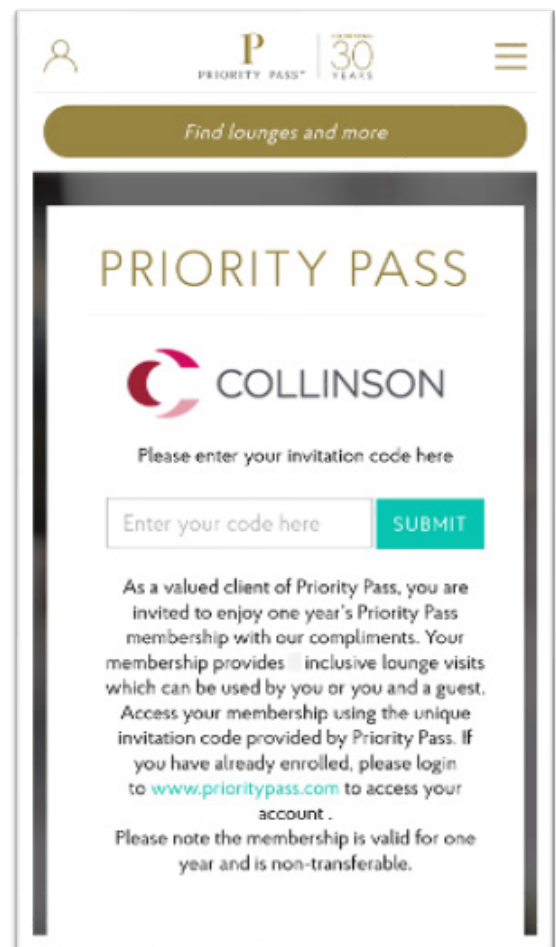 P
PRIORITY PASS™
30
YEARS
Find lounges and more
PRIORITY PASS
COLLINSON
Please enter your invitation code here
Enter your code here
SUBMIT
As a valued client of Priority Pass, you are
invited to enjoy one year's Priority Pass
membership with our compliments. Your
membership provides inclusive lounge visits
which can be used by you or you and a guest.
Access your membership using the unique
invitation code provided by Priority Pass. If
you have already enrolled, please login
to www.prioritypass.com to access your
account .
Please note the membership is valid for one
year and is non-transferable.